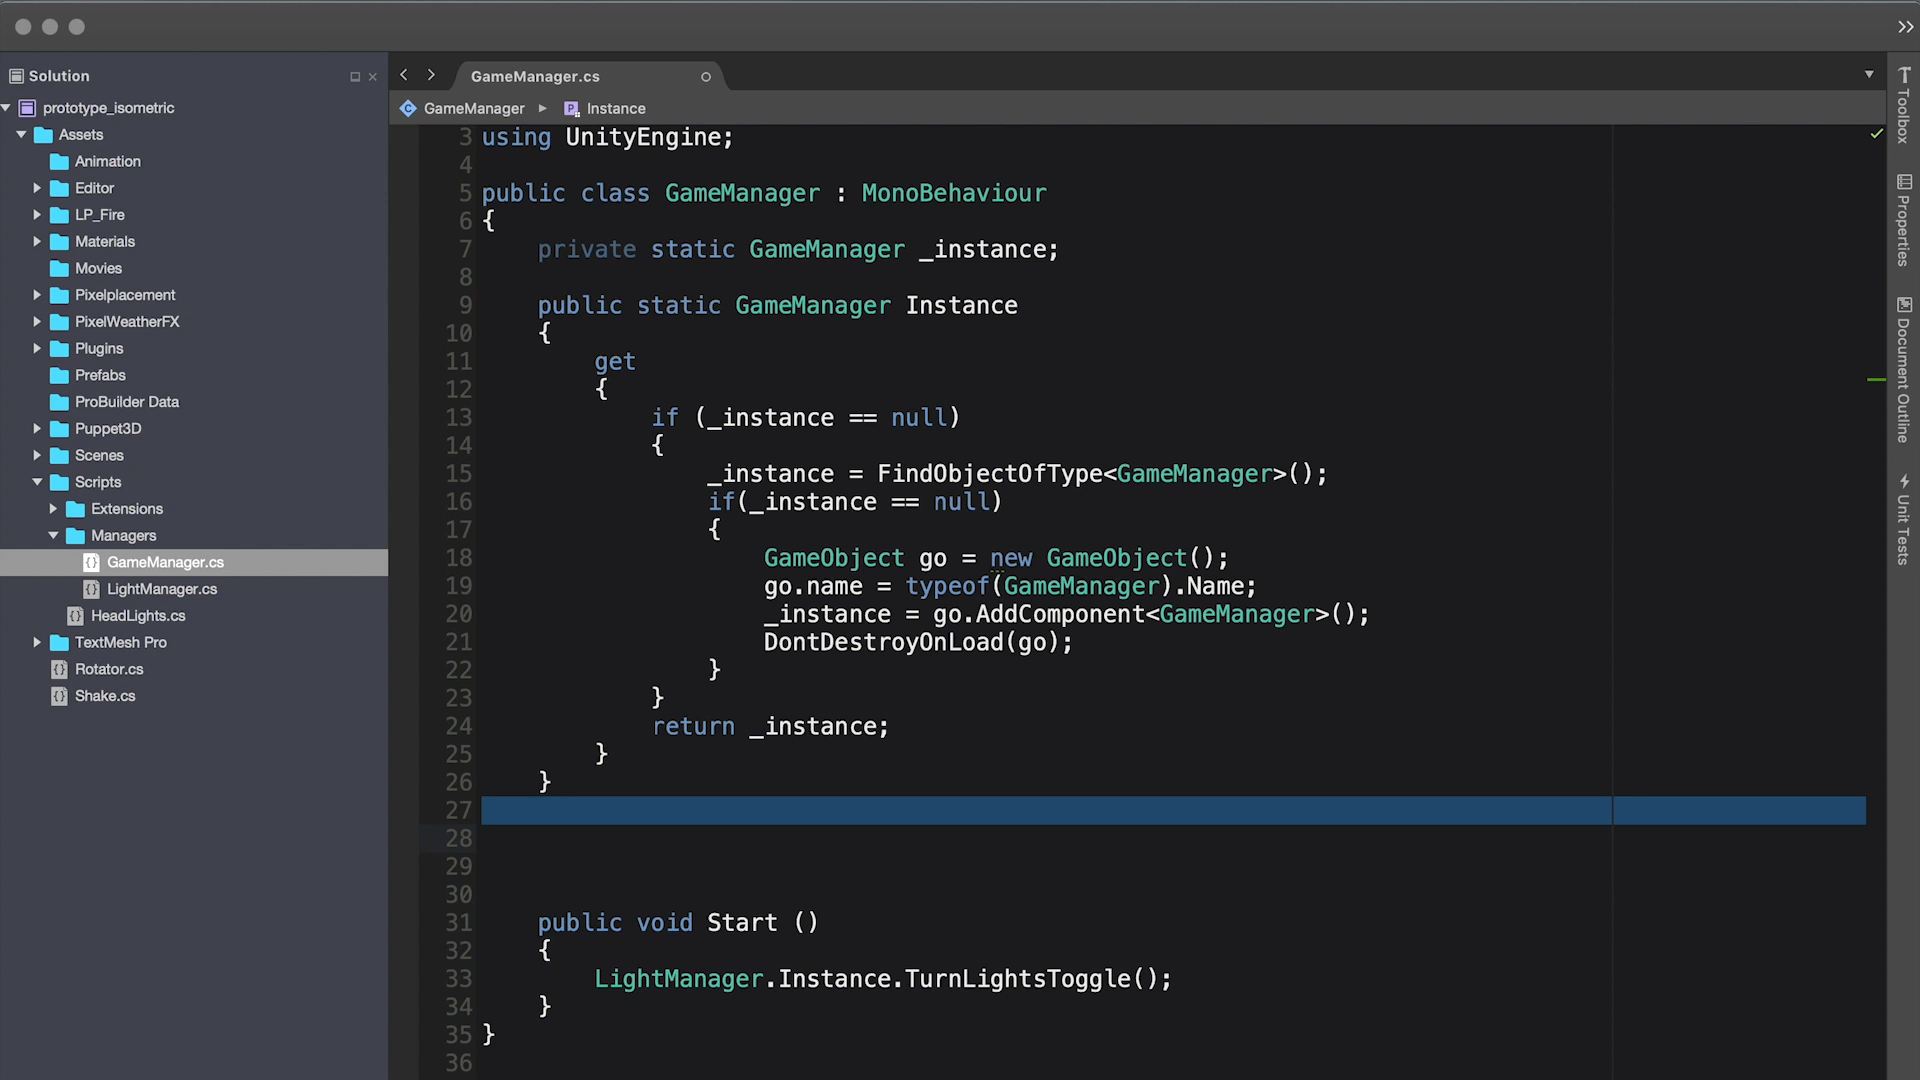 Solution
prototype_isometric
Assets
Animation
Editor
LP_Fire
Materials
Movies
Pixelplacement
PixelWeatherFX
Plugins
Prefabs
ProBuilder Data
Puppet3D
Scenes
Scripts
Extensions
Managers
GameManager.cs
LightManager.cs
HeadLights.cs
TextMesh Pro
Rotator.cs
Shake.cs
GameManager.cs
GameManager Instance
3 using UnityEngine;
4
5 public class GameManager : MonoBehaviour
6 {
7 private static GameManager _instance;
8
9 public static GameManager Instance
10 {
11 get
12 {
13 if (_instance == null)
14 {
15 _instance = FindObjectOfType<GameManager>();
16 if(_instance == null)
17 {
18 GameObject go = new GameObject();
19 go.name = typeof(GameManager).Name;
20 _instance = go.AddComponent<GameManager>();
21 DontDestroyOnLoad(go);
22 }
23 }
24 return _instance;
25 }
26 }
27
28
29
30
31 public void Start ()
32 {
33 LightManager.Instance.TurnLightsToggle();
34 }
35 }
36
Toolbox
Properties
Document Outline
Unit Tests